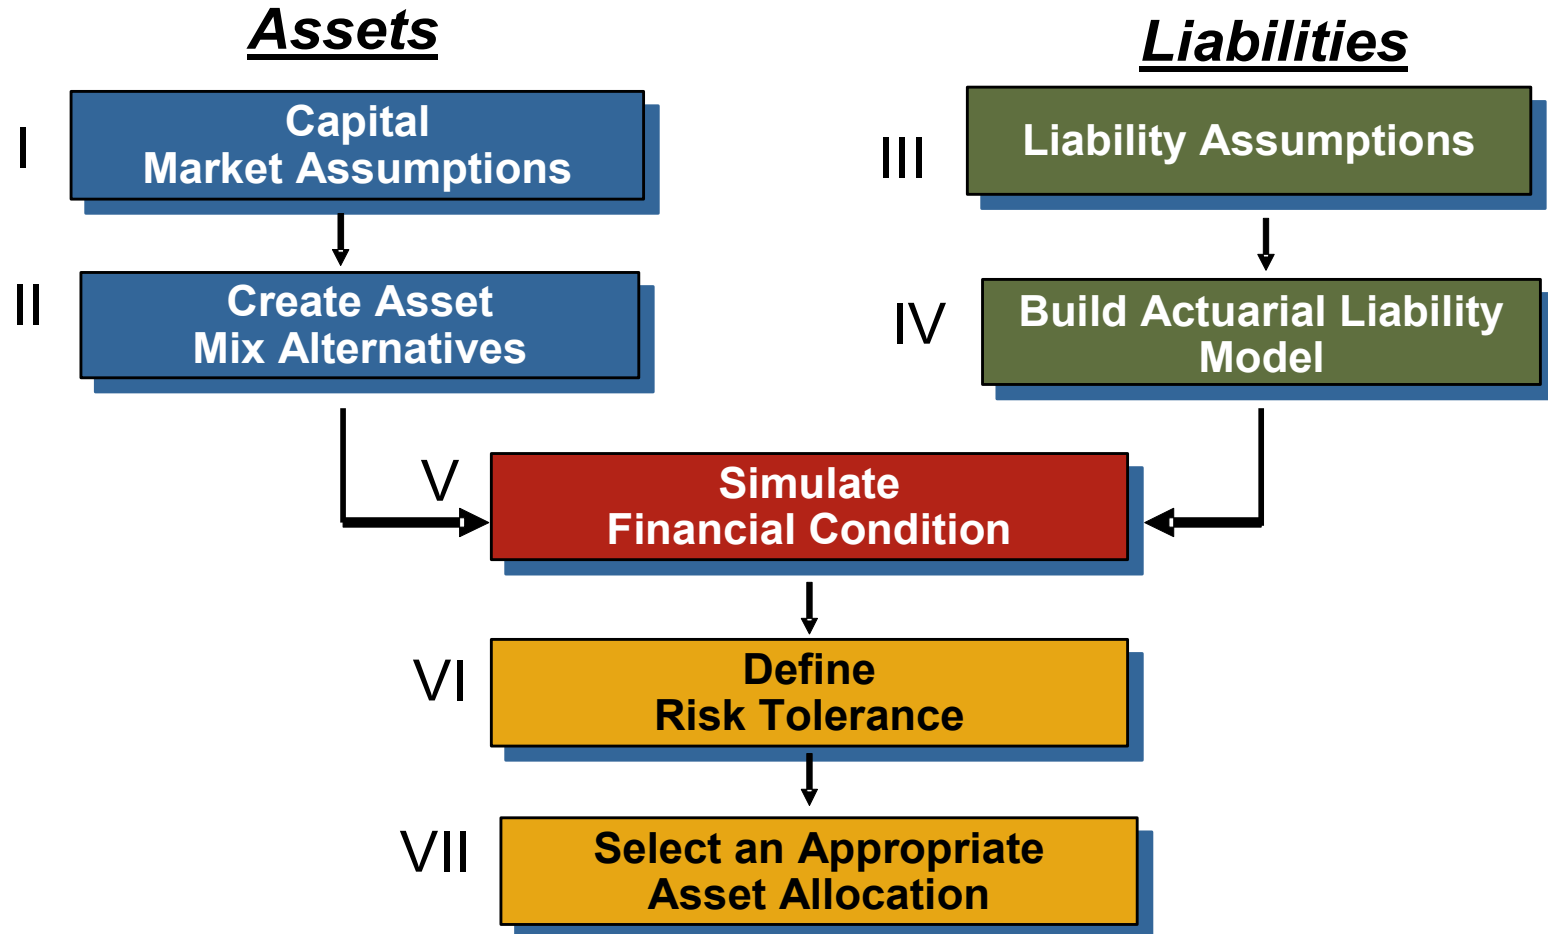 Assets
Liabilities
I
Capital
Market Assumptions
III
Liability Assumptions
II
Create Asset
Mix Alternatives
IV
Build Actuarial Liability
Model
V
Simulate
Financial Condition
VI
Define
Risk Tolerance
VII
Select an Appropriate
Asset Allocation